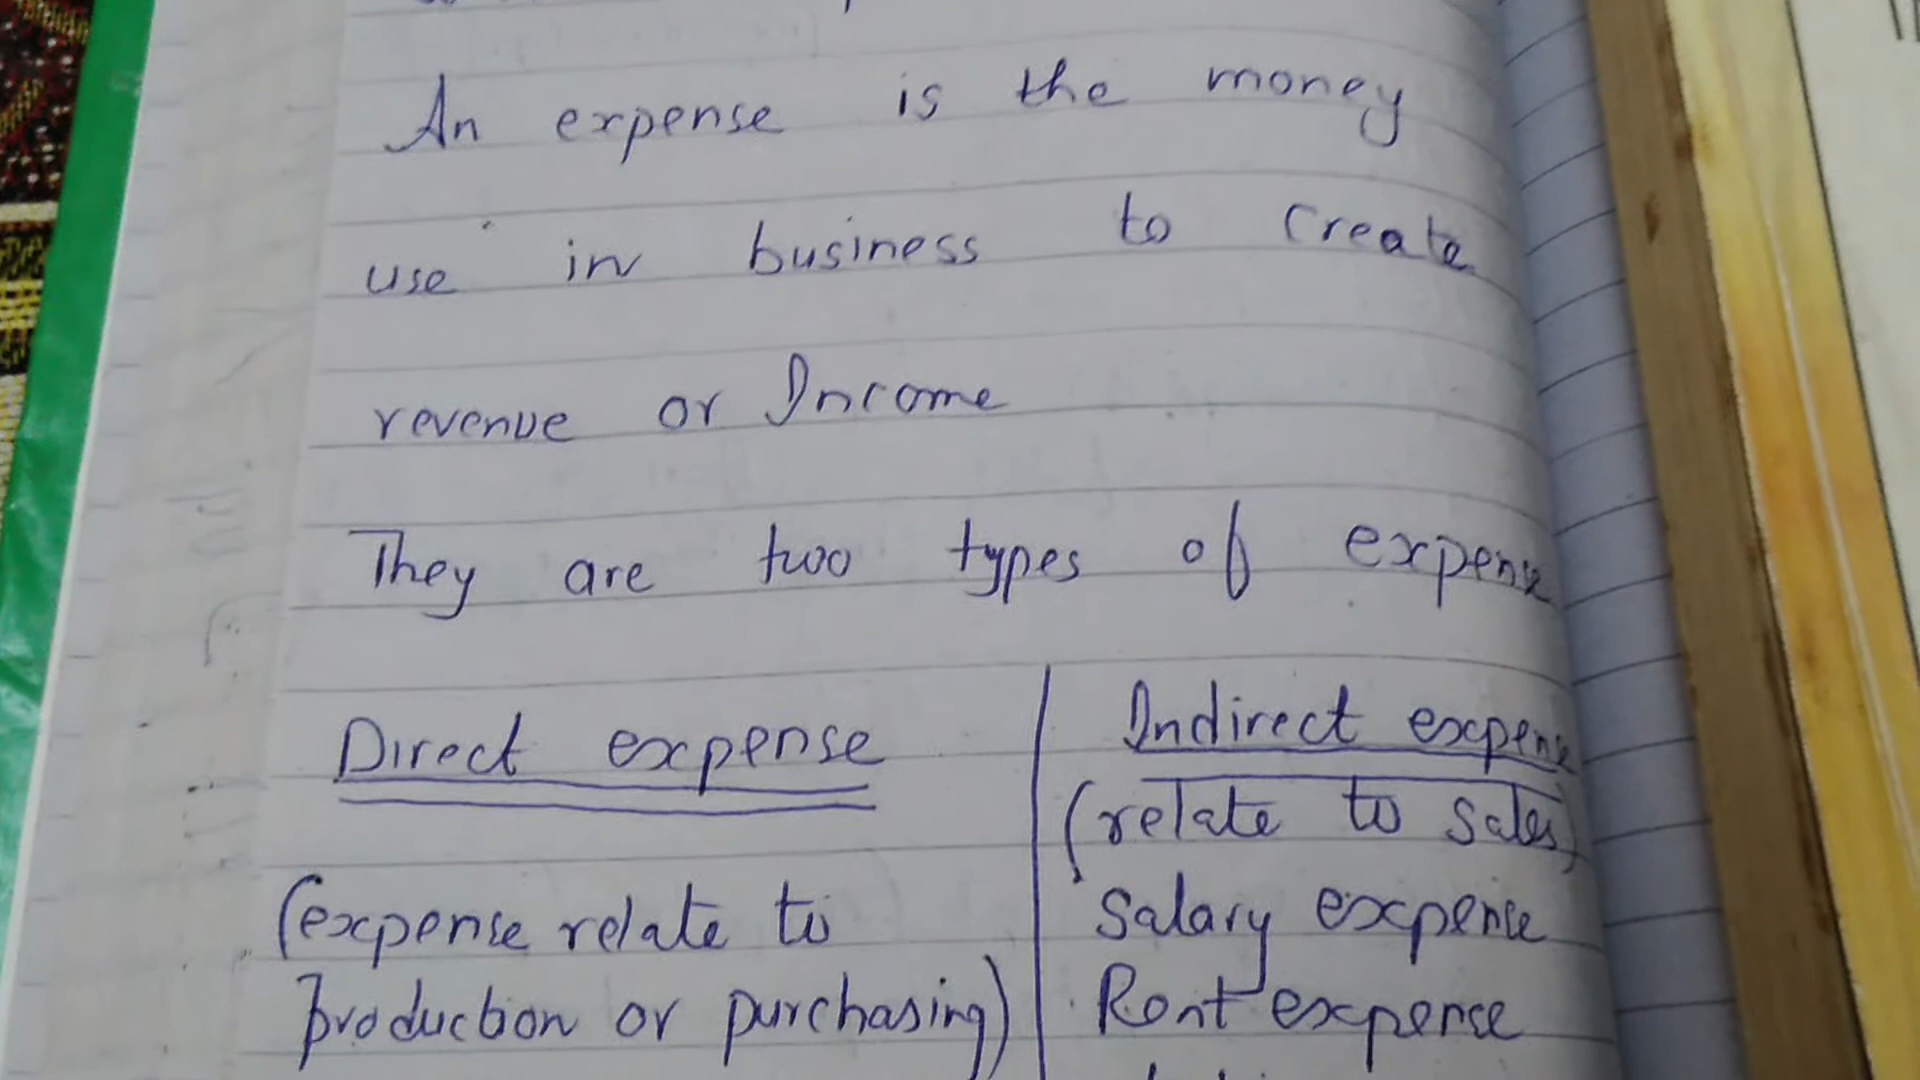 An expense is the money
use in business to create
revenue or Income
They are two types of expense
Direct expense
(expense relate to
production or purchasing)
Indirect expense
(relate to sales)
Salary expense
Rent expense